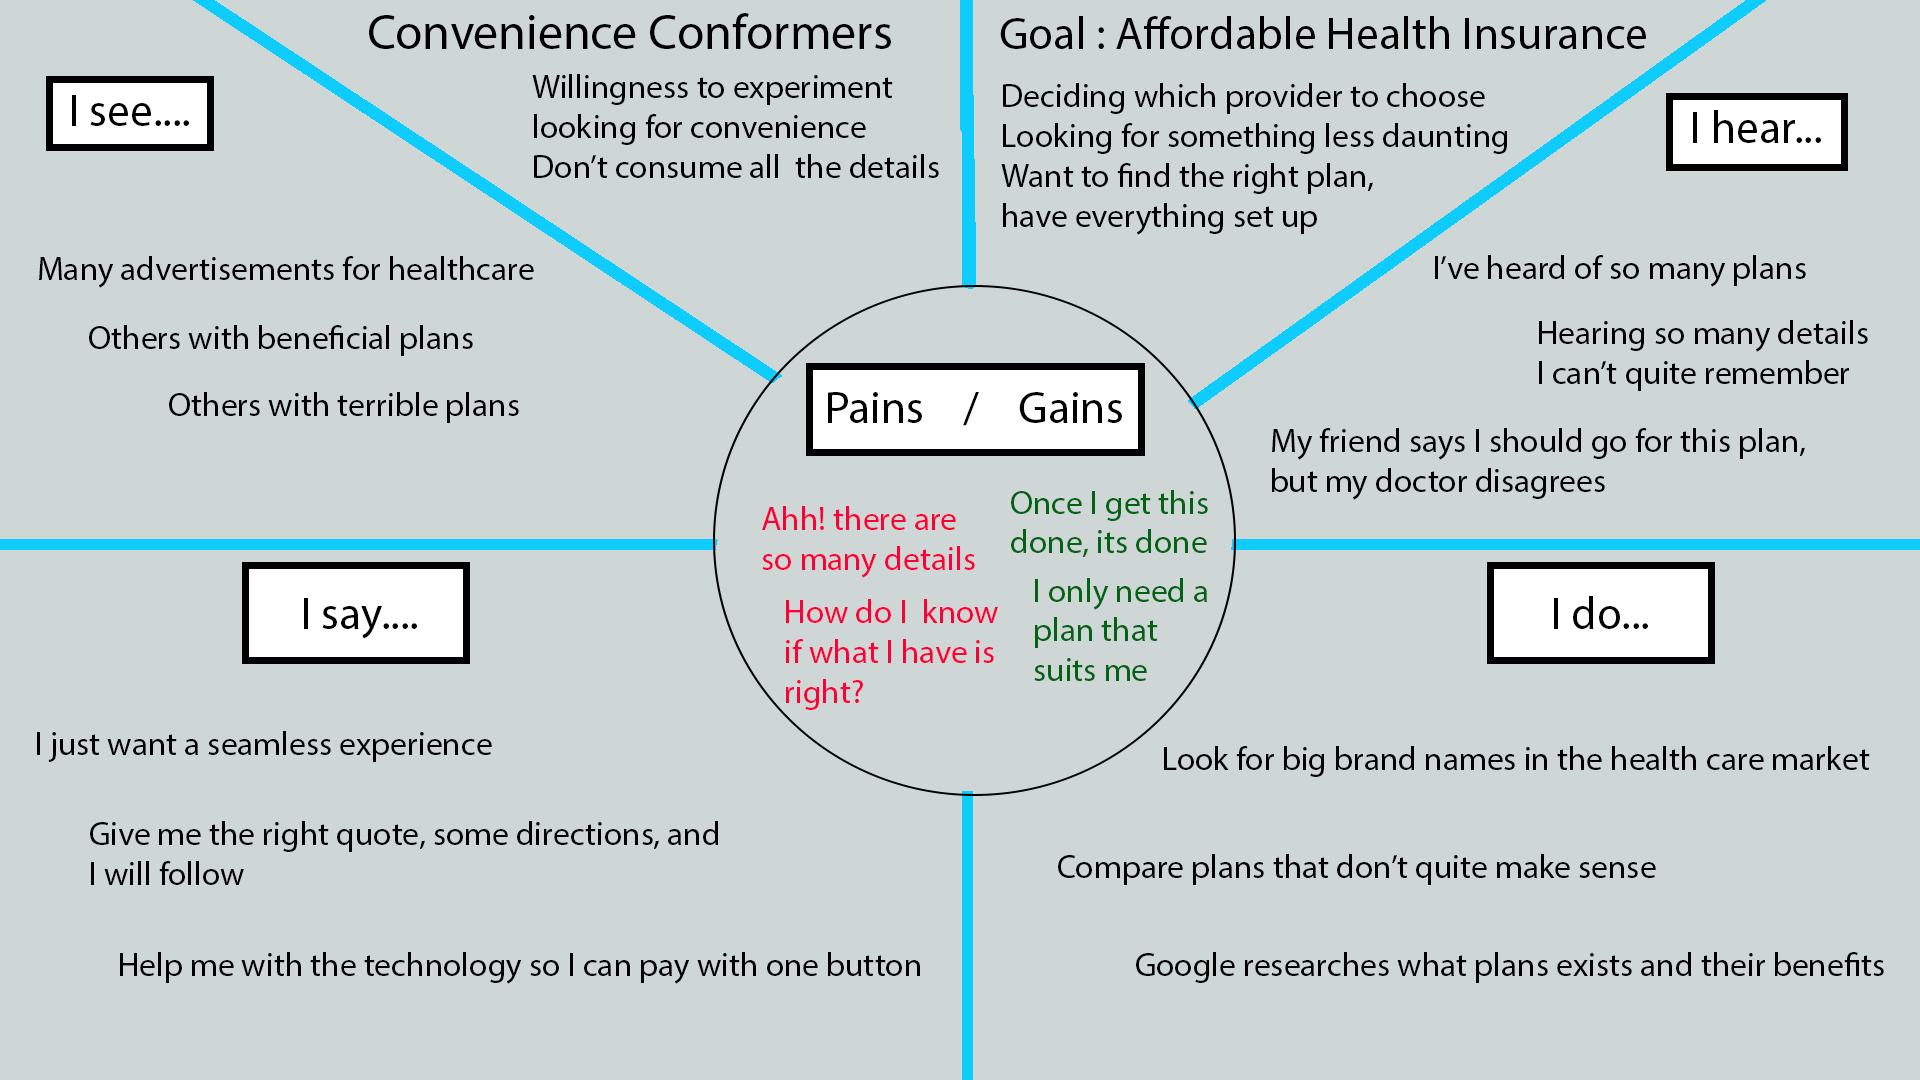 Convenience Conformers
Willingness to experiment
looking for convenience
Don't consume all  the details
Goal : Affordable Health Insurance
Deciding which provider to choose
Looking for something less daunting
Want to find the right plan,
have everything set up
I see....
Many advertisements for healthcare
Others with beneficial plans
Others with terrible plans
I hear...
I've heard of so many plans
Hearing so many details
I can't quite remember
My friend says I should go for this plan,
but my doctor disagrees
Pains / Gains
Ahh! there are
so many details
How do I  know
if what I have is
right?
Once I get this
done, its done
I only need a
plan that
suits me
I say....
I just want a seamless experience
Give me the right quote, some directions, and
I will follow
Help me with the technology so I can pay with one button
I do...
Look for big brand names in the health care market
Compare plans that don't quite make sense
Google researches what plans exists and their benefits